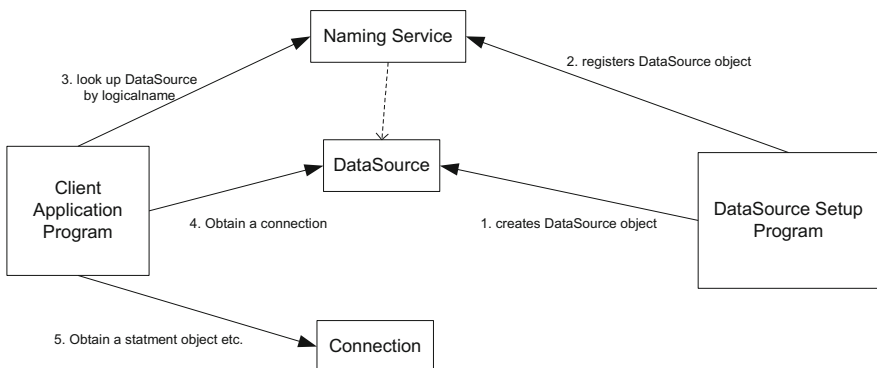 Naming Service
3. look up DataSource
by logicalname
2. registers DataSource object
DataSource
Client
Application
Program
DataSource Setup
Program
4. Obtain a connection
1. creates DataSource object
5. Obtain a statment object etc.
Connection